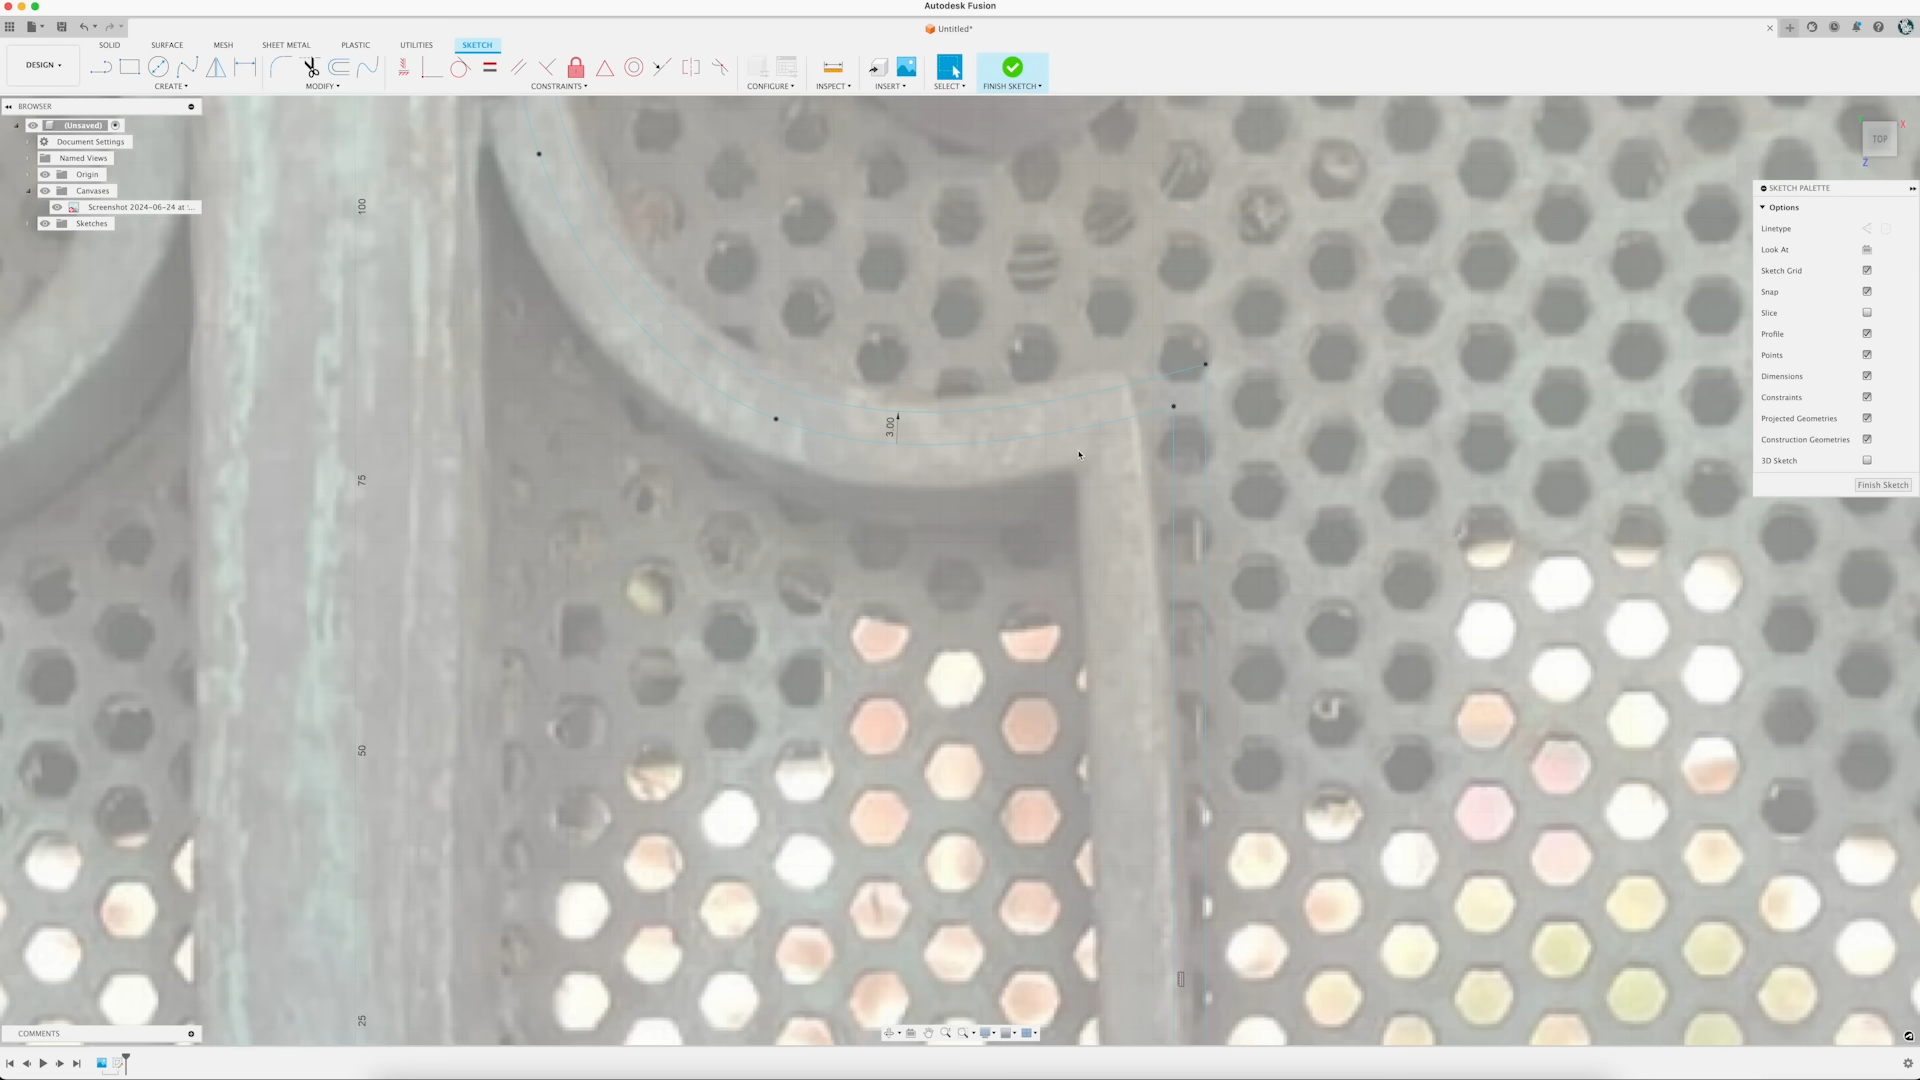 Autodesk Fusion
Untitled*
DESIGN
SOLID
SURFACE
MESH
SHEET METAL
PLASTIC
UTILITIES
SKETCH
CREATE
MODIFY
CONSTRAINTS
CONFIGURE
INSPECT
INSERT
SELECT
FINISH SKETCH
BROWSER
(Unsaved)
Document Settings
Named Views
Origin
Canvases
Screenshot 2024-06-24 at :...
Sketches
100
75
50
25
3.00
TOP
X
Z
SKETCH PALETTE
Options
Linetype
Look At
Sketch Grid
Snap
Slice
Profile
Points
Dimensions
Constraints
Projected Geometries
Construction Geometries
3D Sketch
Finish Sketch
COMMENTS